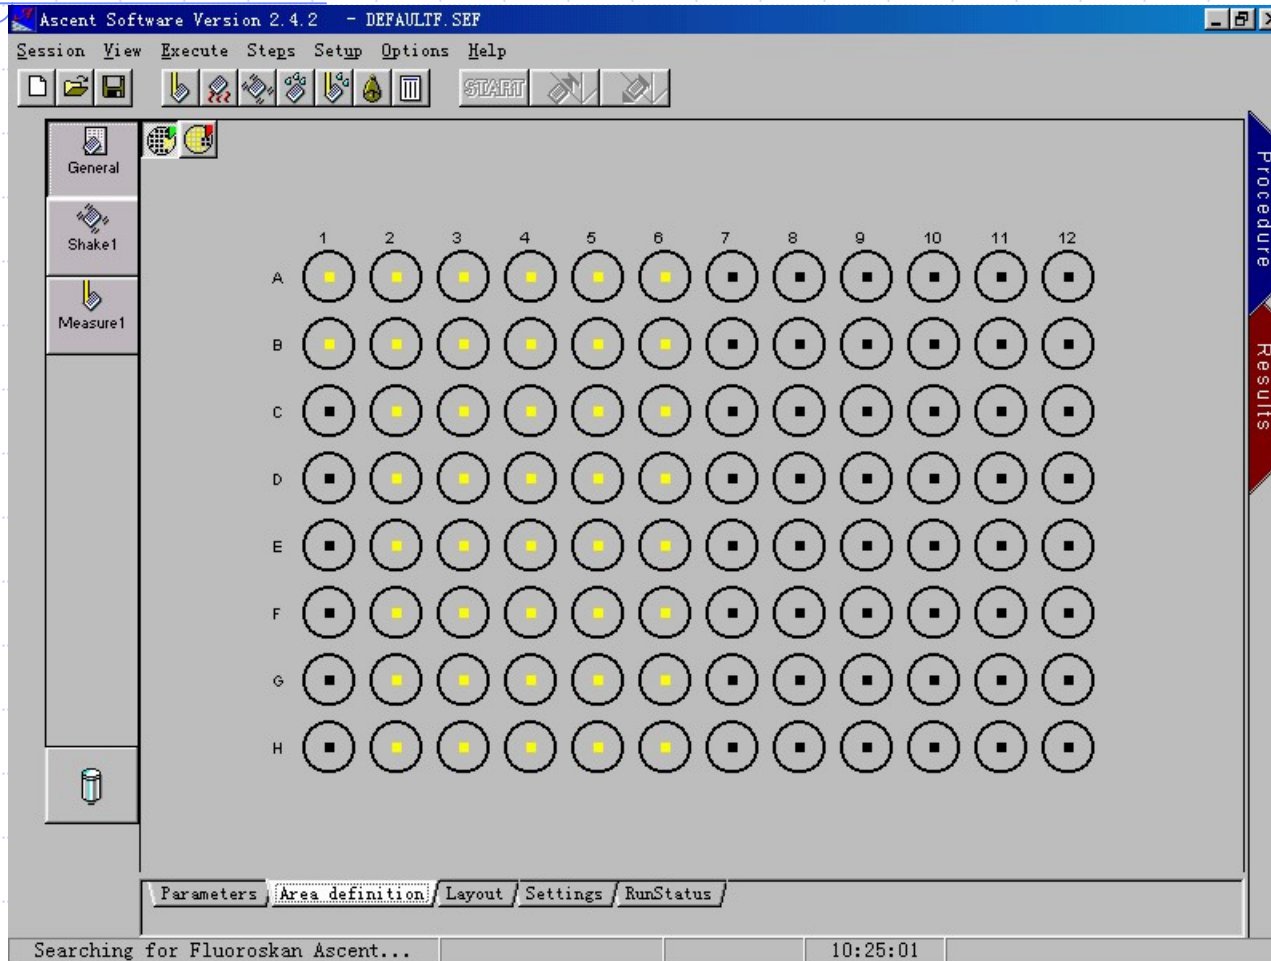 Ascent Software Version 2.4.2 - DEFAULTF.SEF
Session View Execute Steps Setup Options Help
START
General
Shake1
Measure1
1 2 3 4 5 6 7 8 9 10 11 12
A
B
C
D
E
F
G
H
Procedure
Results
Parameters Area definition Layout Settings RunStatus
Searching for Fluoroskan Ascent... 10:25:01